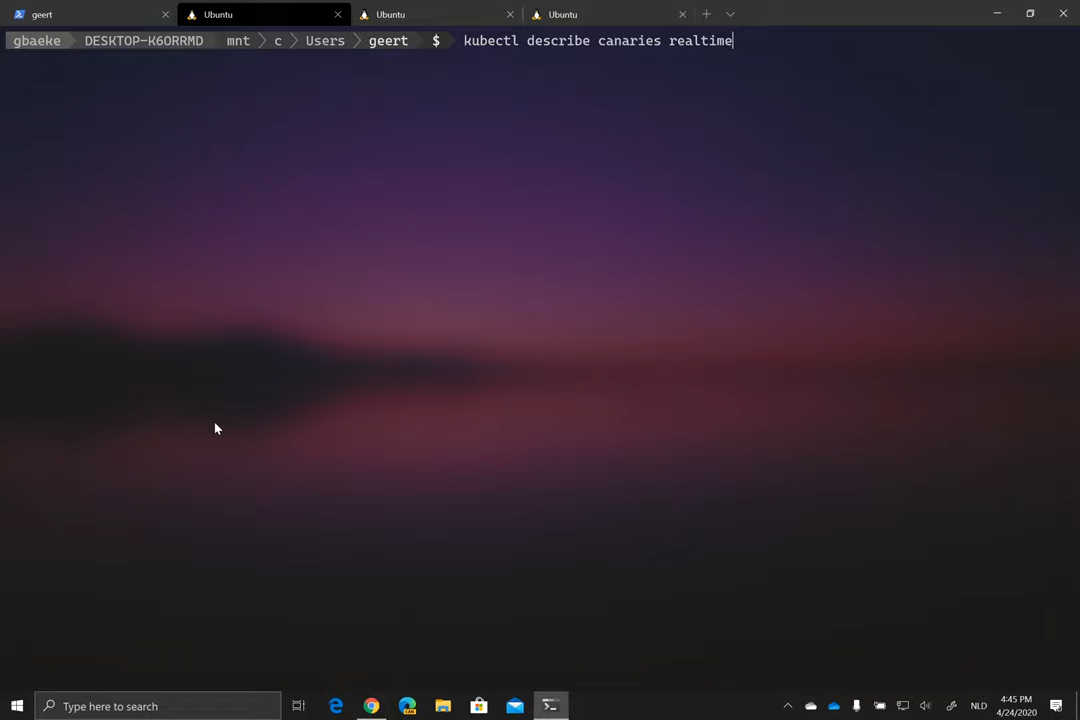 geert
Ubuntu
Ubuntu
Ubuntu
gbaeke DESKTOP-K6ORRMD mnt c Users geert $ kubectl describe canaries realtime
Type here to search
CAN
NLD
4:45 PM
4/24/2020